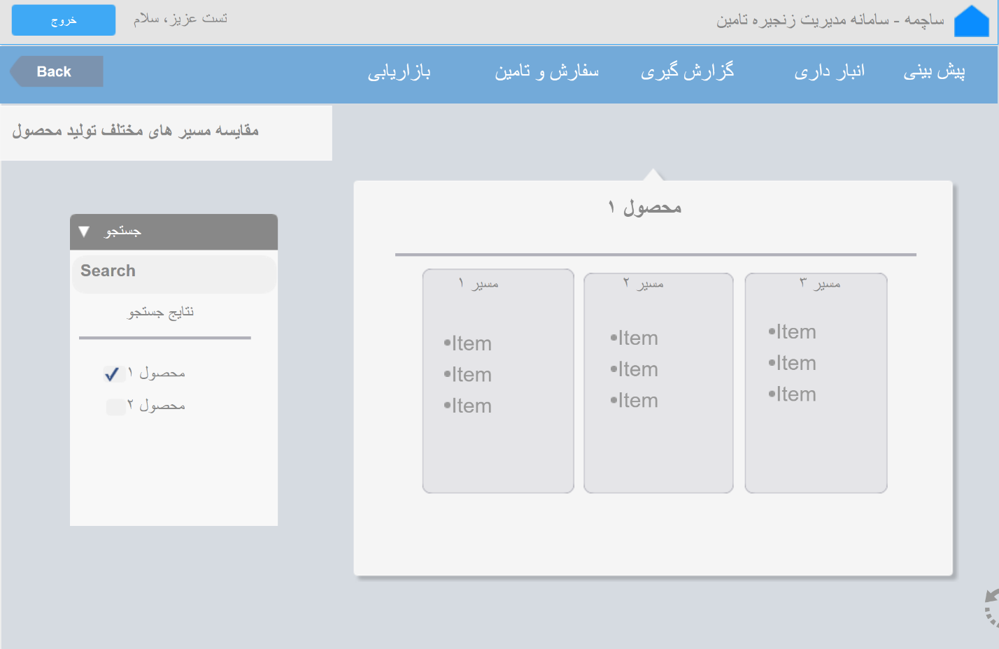 ساچمه - سامانه مدیریت زنجیره تامین
تست عزیز، سلام
خروج
پیش بینی
انبار داری
گزارش گیری
سفارش و تامین
بازاریابی
Back
مقایسه مسیر های مختلف تولید محصول
جستجو
Search
نتایج جستجو
محصول ۱
محصول ۲
محصول ۱
مسیر ۱
•Item
•Item
•Item
مسیر ۲
•Item
•Item
•Item
مسیر ۳
•Item
•Item
•Item